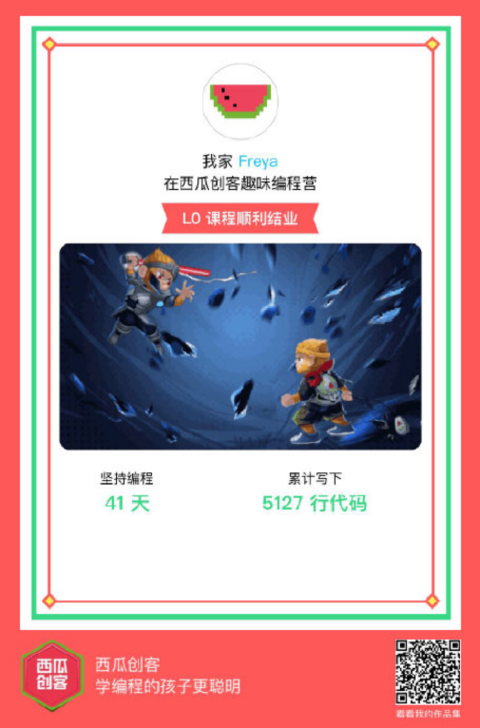 我家 Freya
在西瓜创客趣味编程营
L0 课程顺利结业
坚持编程
41 天
累计写下
5127 行代码
西瓜
创客
西瓜创客
学编程的孩子更聪明
看看我的作品集